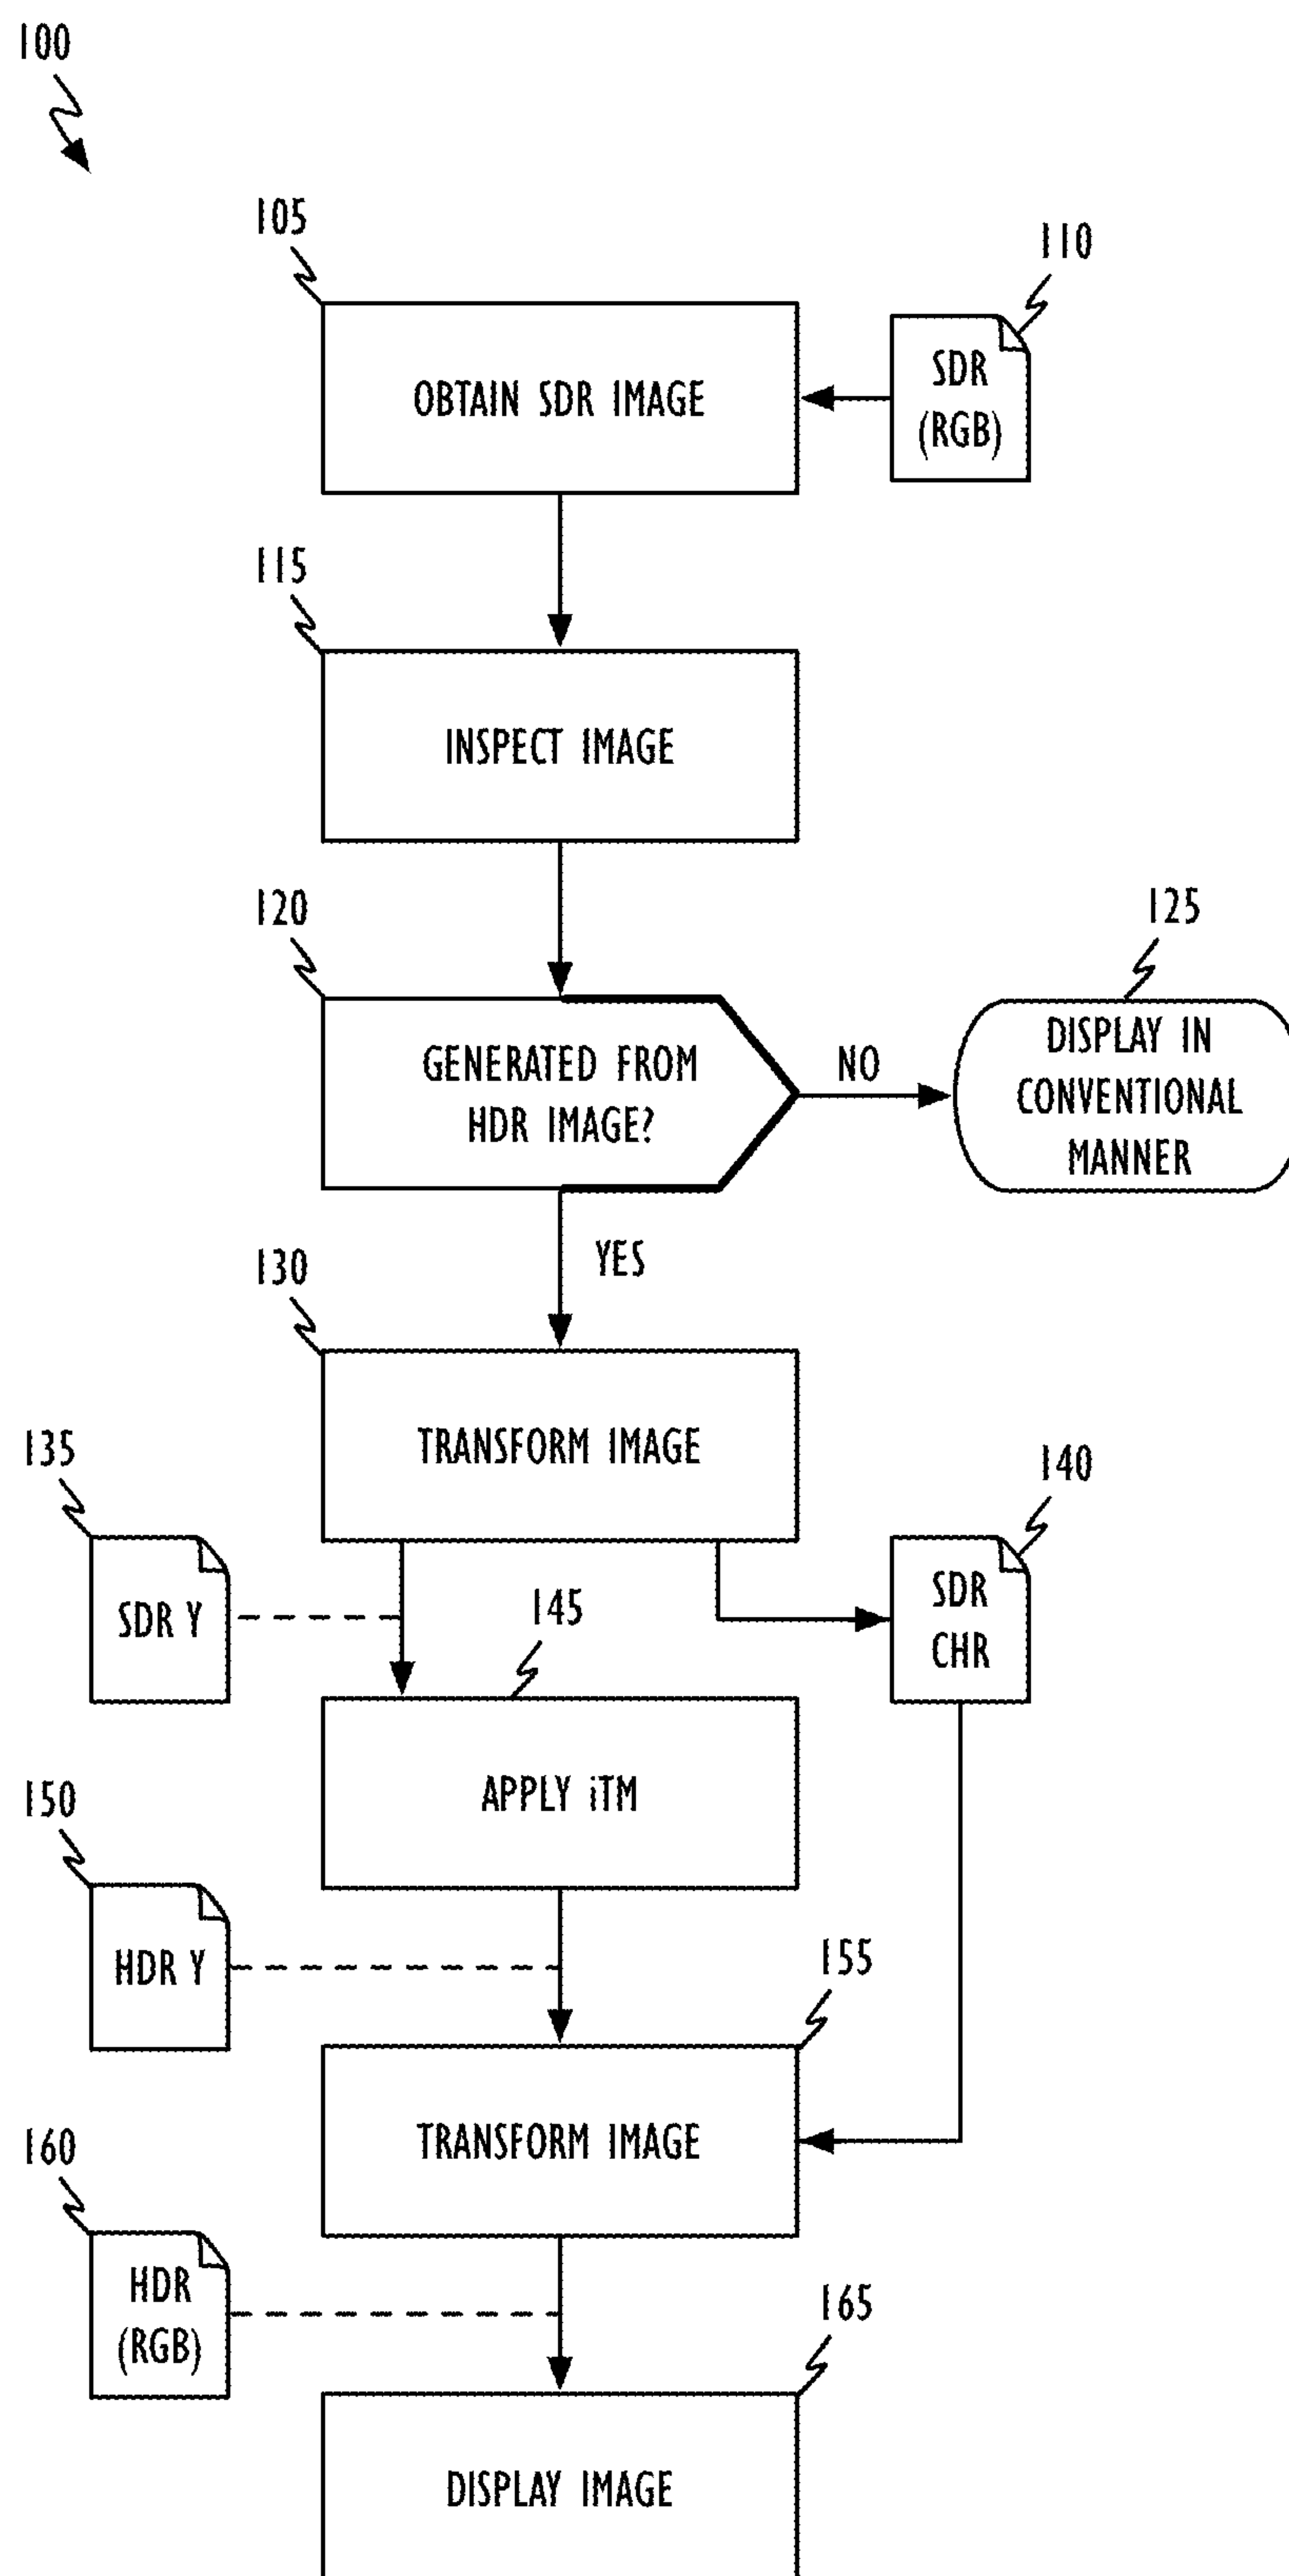 100
105
110
OBTAIN SDR IMAGE
SDR
(RGB)
115
INSPECT IMAGE
120
125
GENERATED FROM
HDR IMAGE?
NO
DISPLAY IN
CONVENTIONAL
MANNER
YES
130
TRANSFORM IMAGE
135
140
SDR Y
SDR
CHR
145
APPLY iTM
150
HDR Y
155
TRANSFORM IMAGE
160
HDR
(RGB)
165
DISPLAY IMAGE